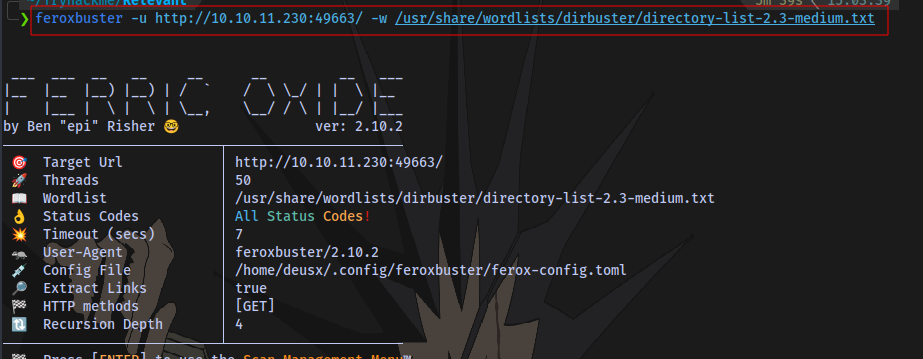 ~/Tryhackme/Relevant 5m 39s 15:03:39
❯ feroxbuster -u http://10.10.11.230:49663/ -w /usr/share/wordlists/dirbuster/directory-list-2.3-medium.txt
FERRIC OXIDE
by Ben "epi" Risher 🤓 ver: 2.10.2
🎯 Target Url │ http://10.10.11.230:49663/
🚀 Threads │ 50
📖 Wordlist │ /usr/share/wordlists/dirbuster/directory-list-2.3-medium.txt
👌 Status Codes │ All Status Codes!
💥 Timeout (secs) │ 7
🦡 User-Agent │ feroxbuster/2.10.2
💉 Config File │ /home/deusx/.config/feroxbuster/ferox-config.toml
🔎 Extract Links │ true
🏁 HTTP methods │ [GET]
🔃 Recursion Depth │ 4
🏁 Press [ENTER] to use the Scan Management Menu™